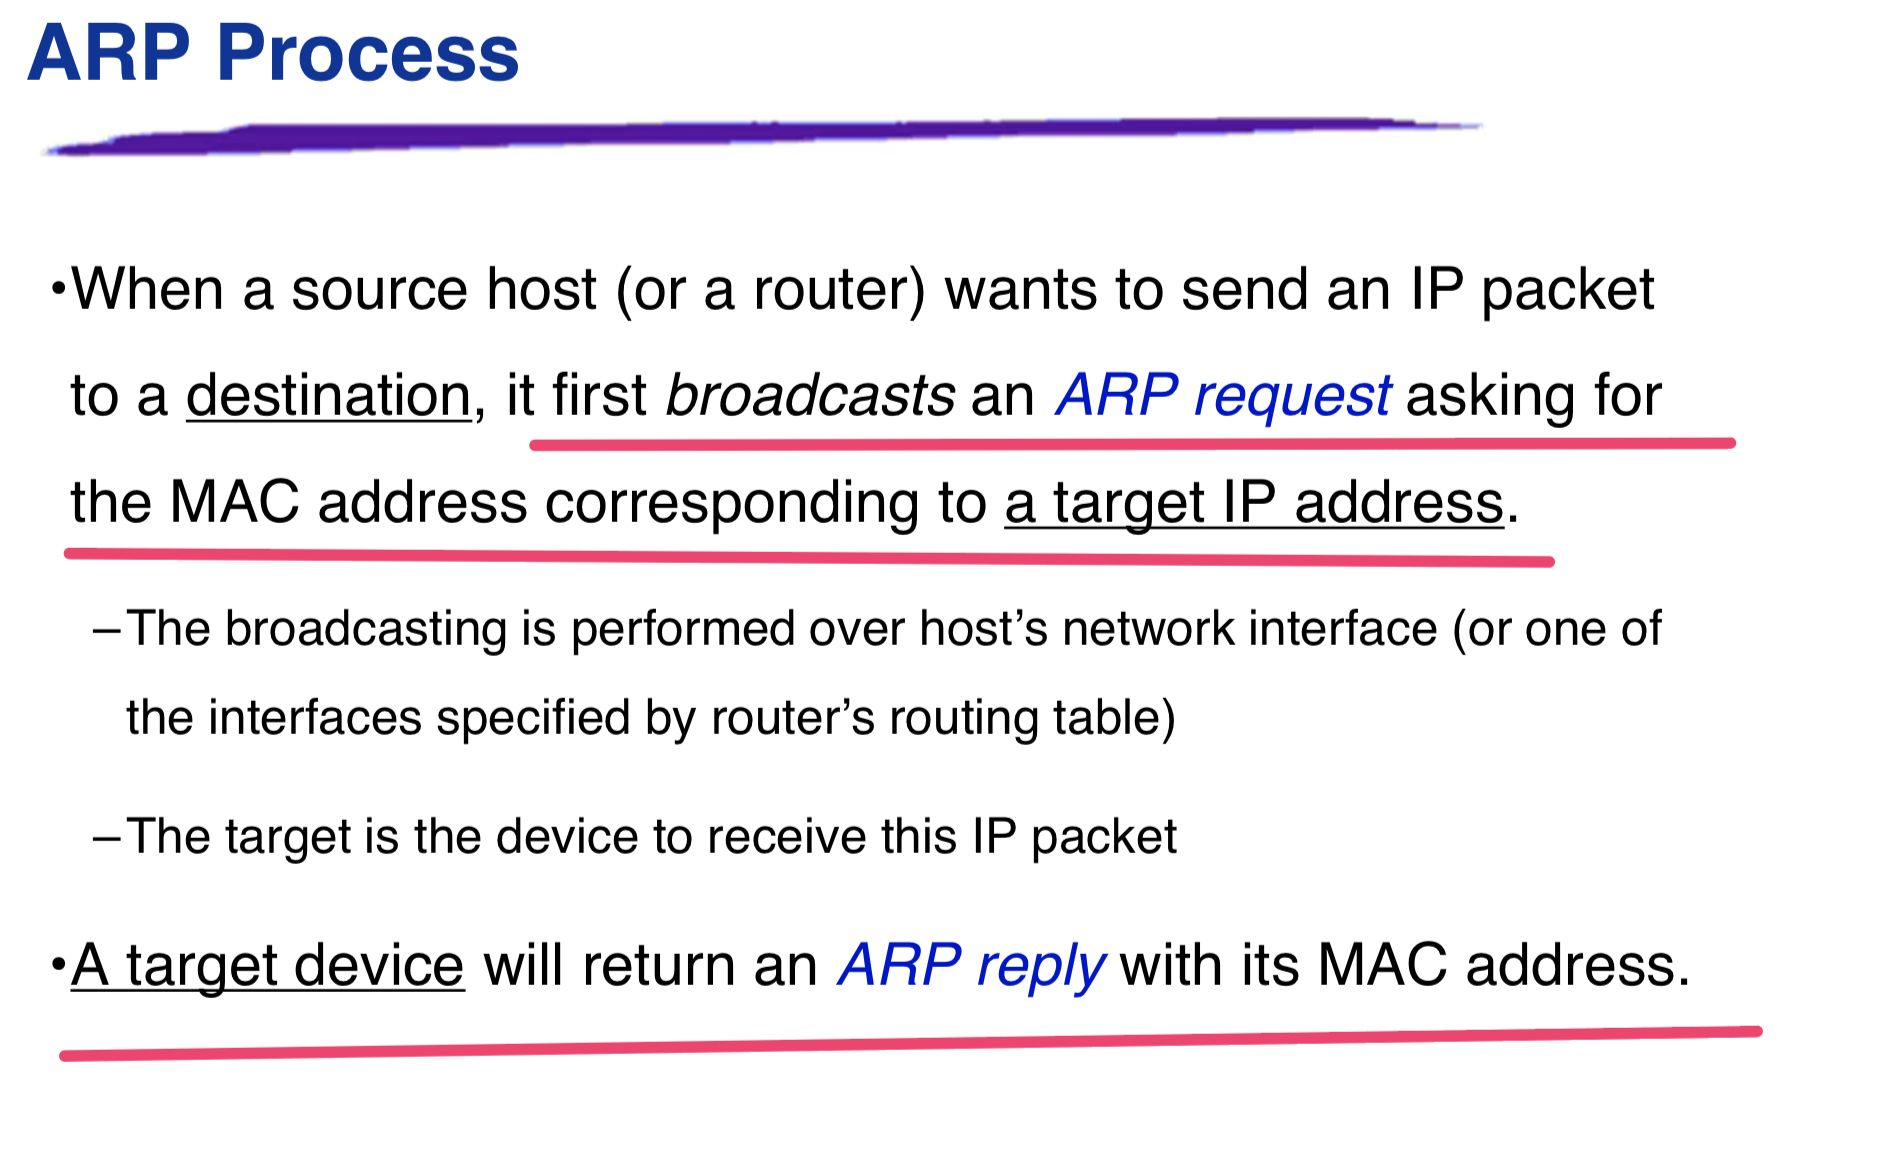 ARP Process
•When a source host (or a router) wants to send an IP packet
to a destination, it first broadcasts an ARP request asking for
the MAC address corresponding to a target IP address.
–The broadcasting is performed over host’s network interface (or one of
the interfaces specified by router’s routing table)
–The target is the device to receive this IP packet
•A target device will return an ARP reply with its MAC address.